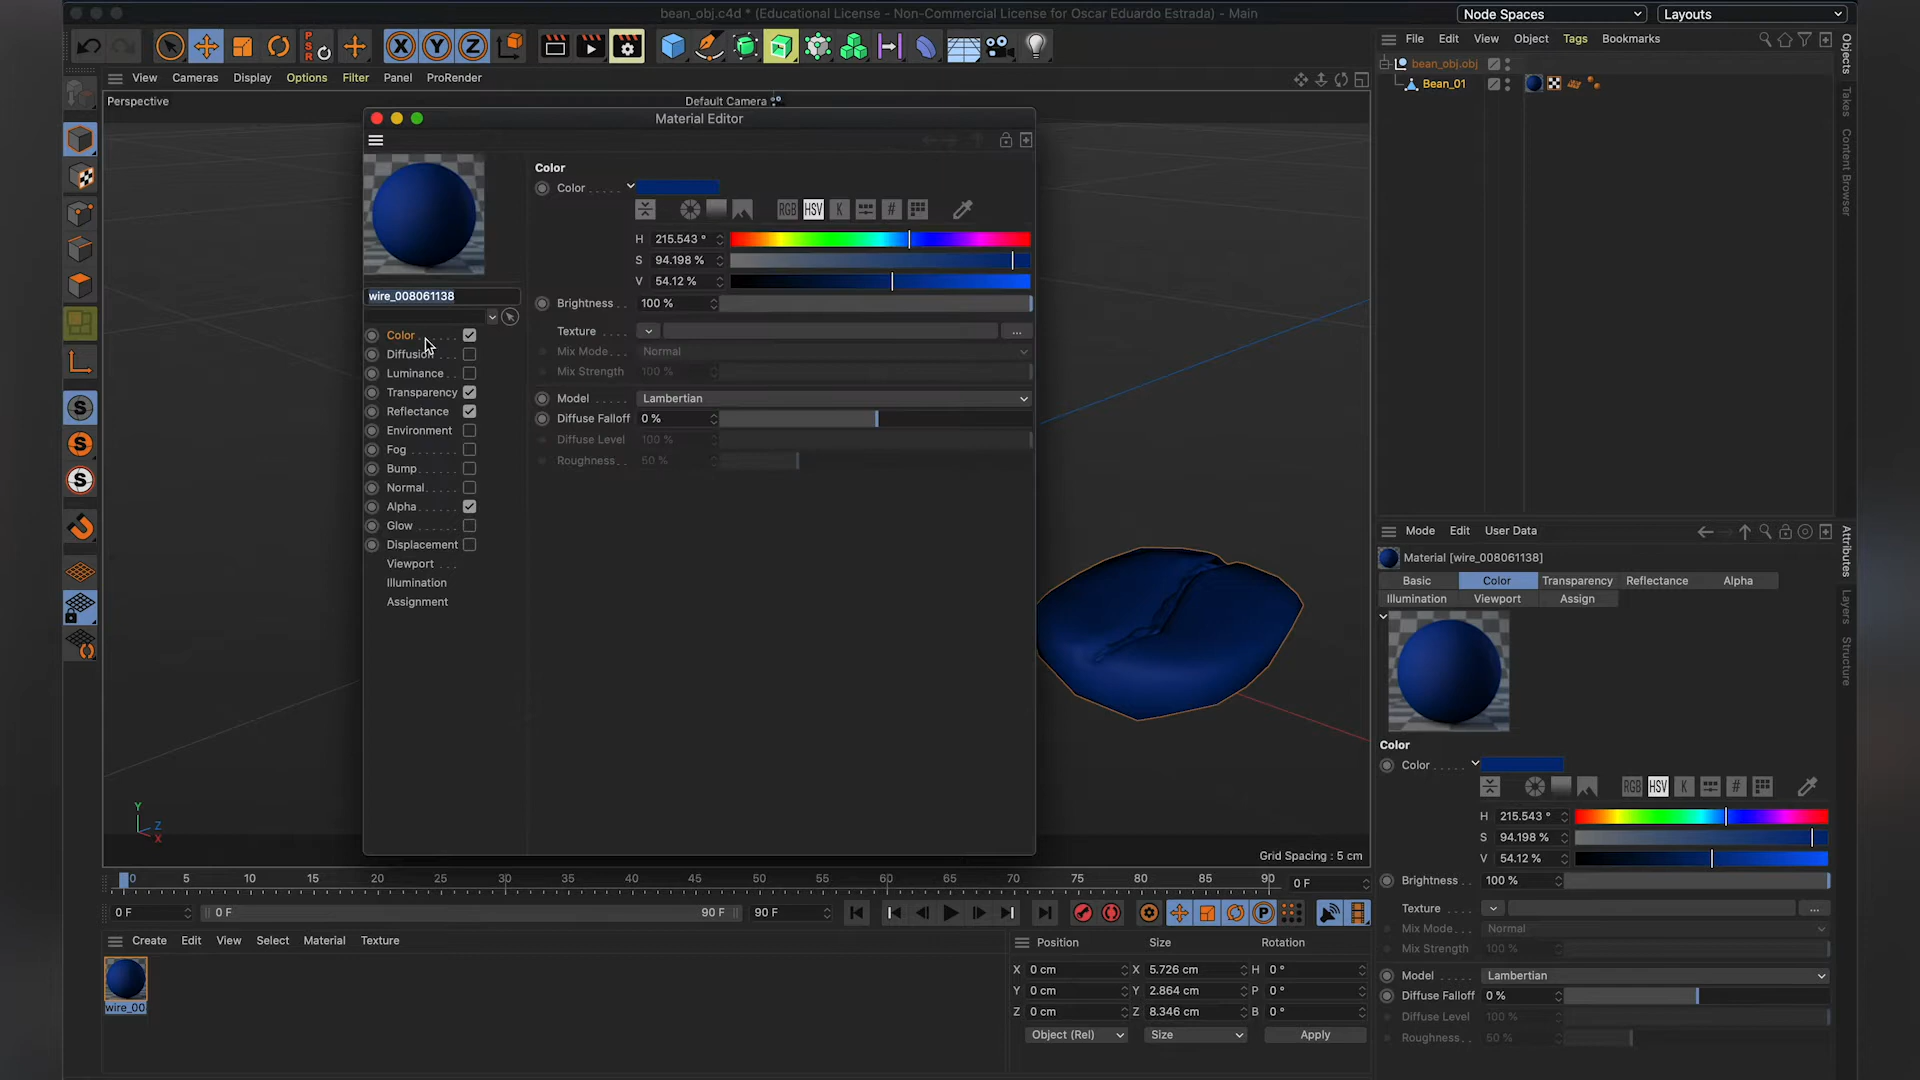 bean_obj.c4d * (Educational License - Non-Commercial License for Oscar Eduardo Estrada) - Main
Node Spaces
Layouts
PSR
X Y Z
File Edit View Object Tags Bookmarks
View Cameras Display Options Filter Panel ProRender
bean_obj.obj
Bean_01
Objects
Takes
Content Browser
Perspective
Default Camera
Material Editor
Color
Color
RGB HSV K #
H 215.543 °
S 94.198 %
V 54.12 %
wire_008061138
Brightness 100 %
Texture ...
Mix Mode Normal
Mix Strength 100 %
Model Lambertian
Diffuse Falloff 0 %
Diffuse Level 100 %
Roughness 50 %
Color
Diffusion
Luminance
Transparency
Reflectance
Environment
Fog
Bump
Normal
Alpha
Glow
Displacement
Viewport
Illumination
Assignment
Mode Edit User Data
Attributes
Layers
Structure
Material [wire_008061138]
Basic Color Transparency Reflectance Alpha
Illumination Viewport Assign
Color
Color
RGB HSV K #
H 215.543 °
S 94.198 %
V 54.12 %
Brightness 100 %
Texture ...
Mix Mode Normal
Mix Strength 100 %
Model Lambertian
Diffuse Falloff 0 %
Diffuse Level 100 %
Roughness 50 %
Y
Z
X
Grid Spacing : 5 cm
0 5 10 15 20 25 30 35 40 45 50 55 60 65 70 75 80 85 90 0 F
0 F 0 F 90 F 90 F
P
Create Edit View Select Material Texture
wire_00
Position Size Rotation
X 0 cm X 5.726 cm H 0 °
Y 0 cm Y 2.864 cm P 0 °
Z 0 cm Z 8.346 cm B 0 °
Object (Rel) Size Apply